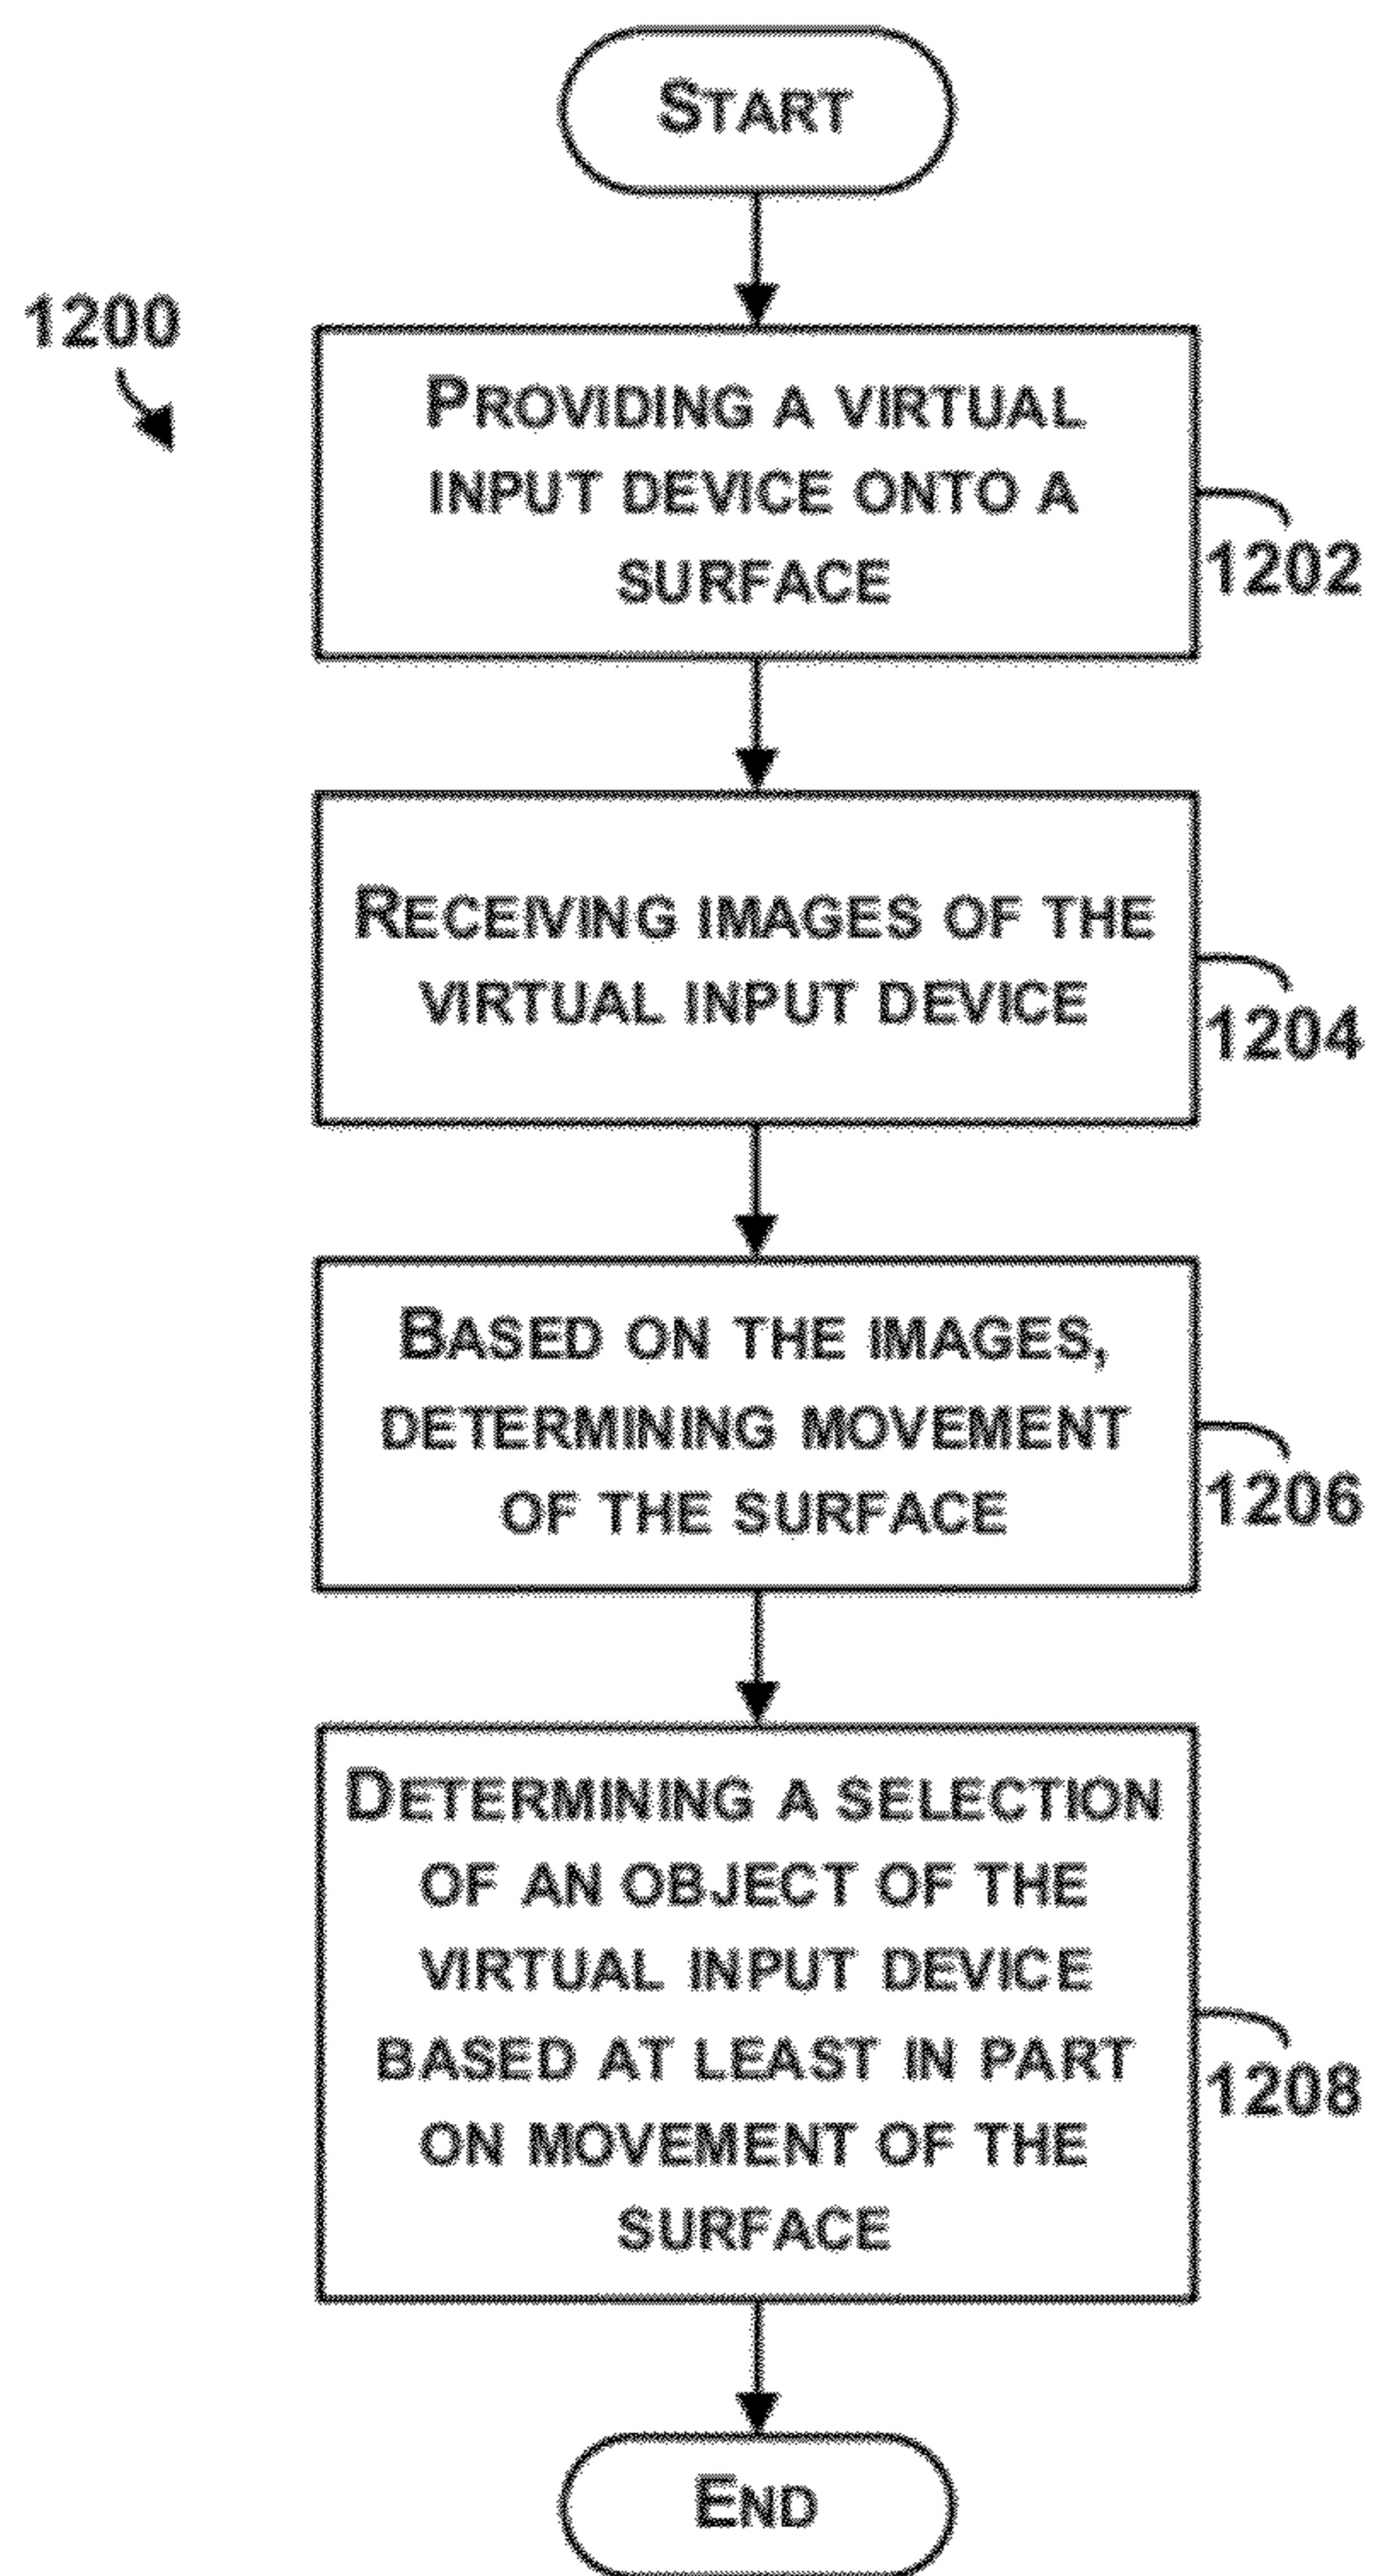 START
1200
PROVIDING A VIRTUAL
INPUT DEVICE ONTO A
SURFACE
1202
RECEIVING IMAGES OF THE
VIRTUAL INPUT DEVICE
1204
BASED ON THE IMAGES,
DETERMINING MOVEMENT
OF THE SURFACE
1206
DETERMINING A SELECTION
OF AN OBJECT OF THE
VIRTUAL INPUT DEVICE
BASED AT LEAST IN PART
ON MOVEMENT OF THE
SURFACE
1208
END